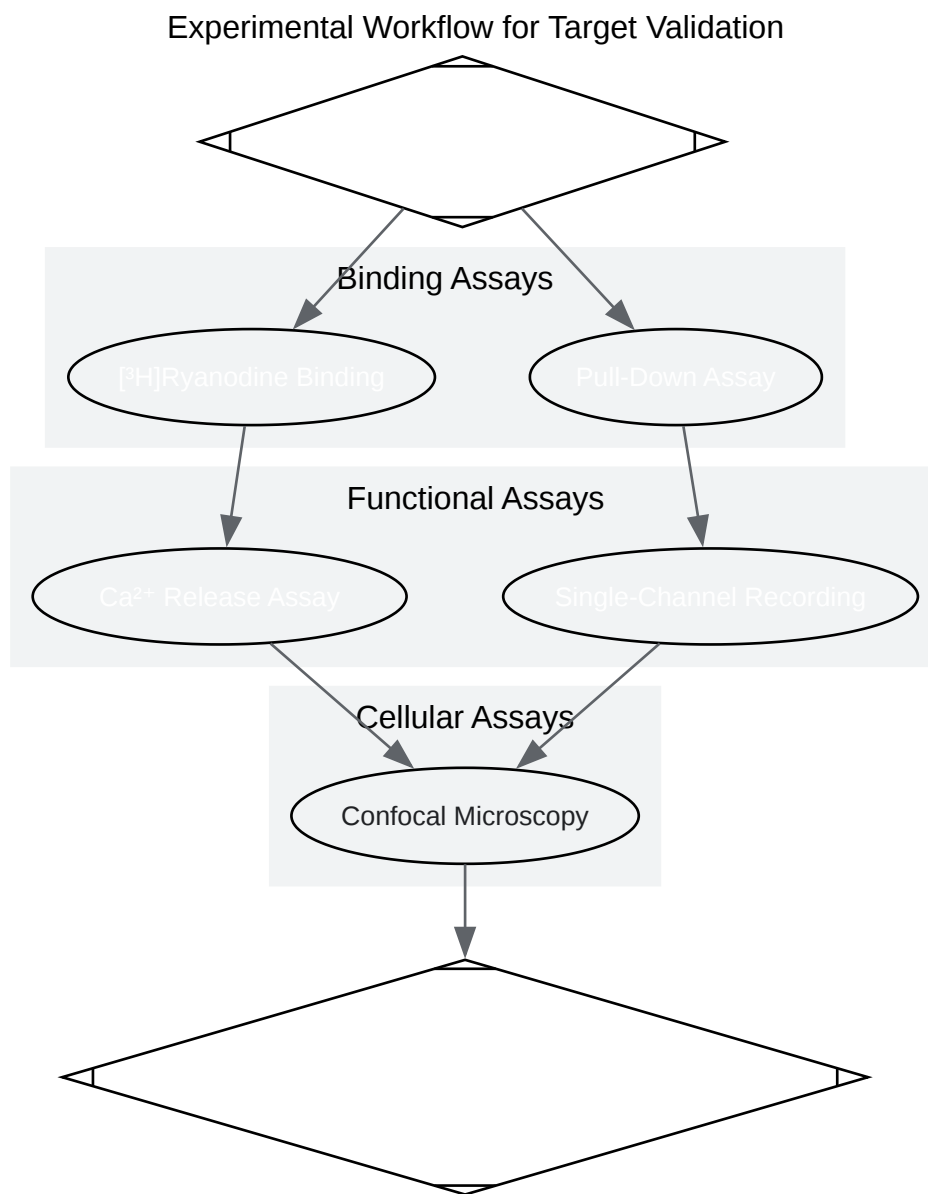 Experimental Workflow for Target Validation
Binding Assays
[³H]Ryanodine Binding
Pull-Down Assay
Functional Assays
Ca²⁺ Release Assay
Single-Channel Recording
Cellular Assays
Confocal Microscopy